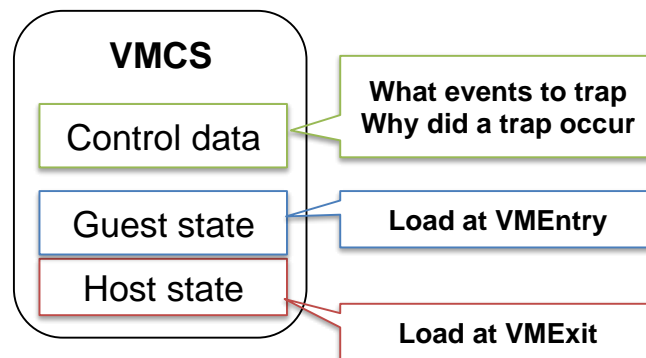 VMCS
Control data
What events to trap
Why did a trap occur
Guest state
Load at VMEntry
Host state
Load at VMExit